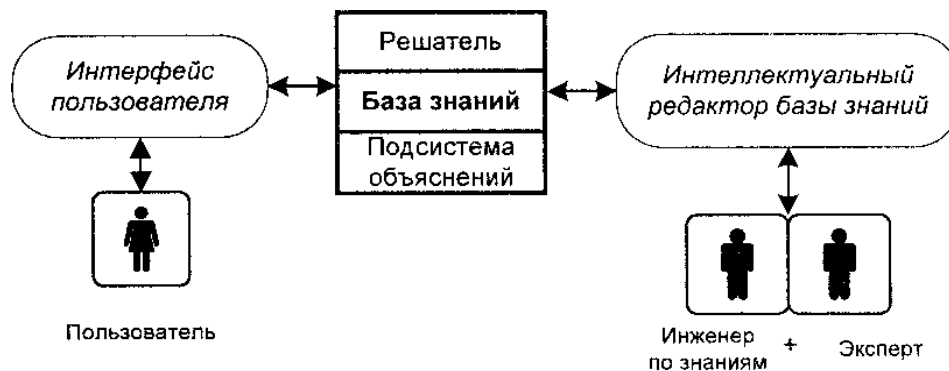 Решатель
Интерфейс
пользователя
База знаний
Интеллектуальный
редактор базы знаний
Подсистема
объяснений
Пользователь
Инженер
по знаниям
+
Эксперт